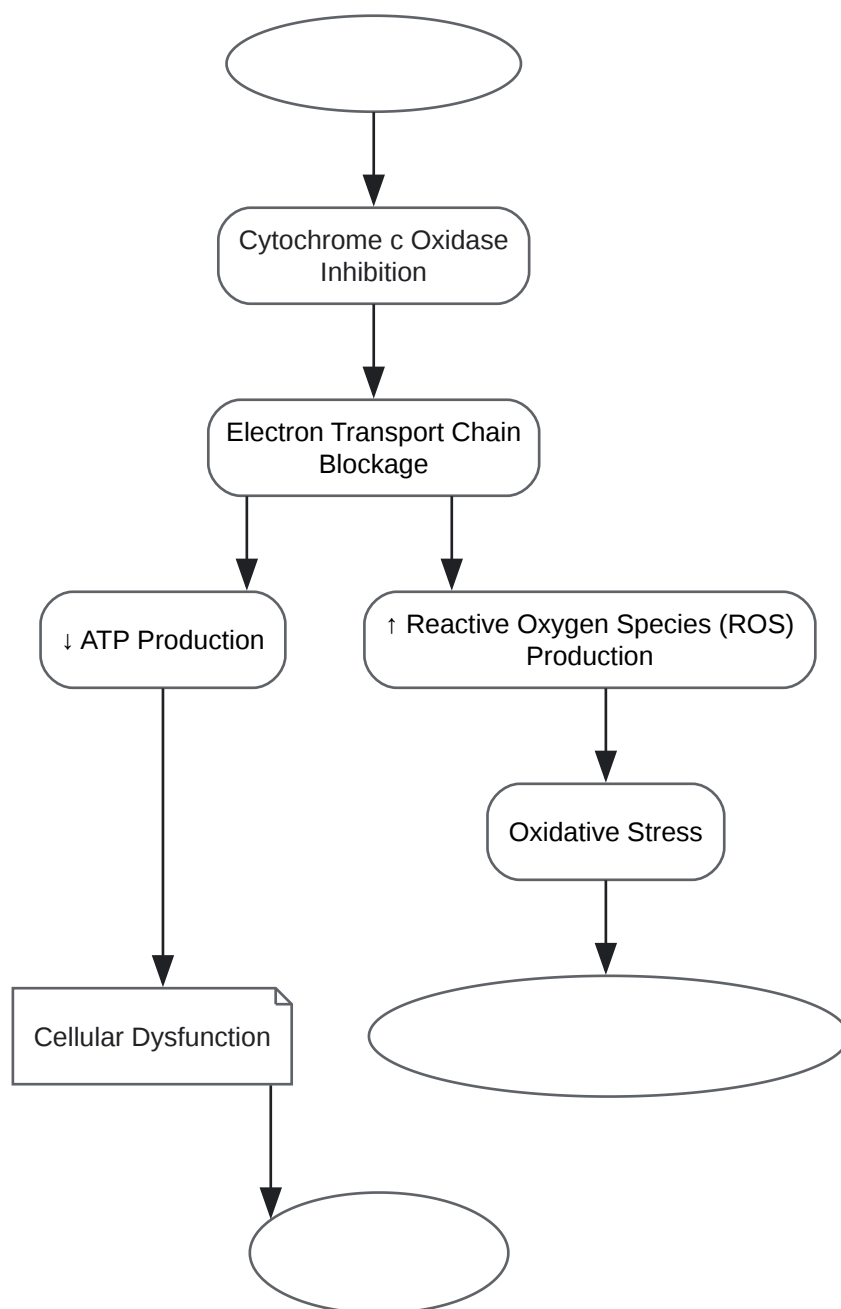 Cytochrome c Oxidase
Inhibition
Electron Transport Chain
Blockage
↓ ATP Production
↑ Reactive Oxygen Species (ROS)
Production
Oxidative Stress
Cellular Dysfunction